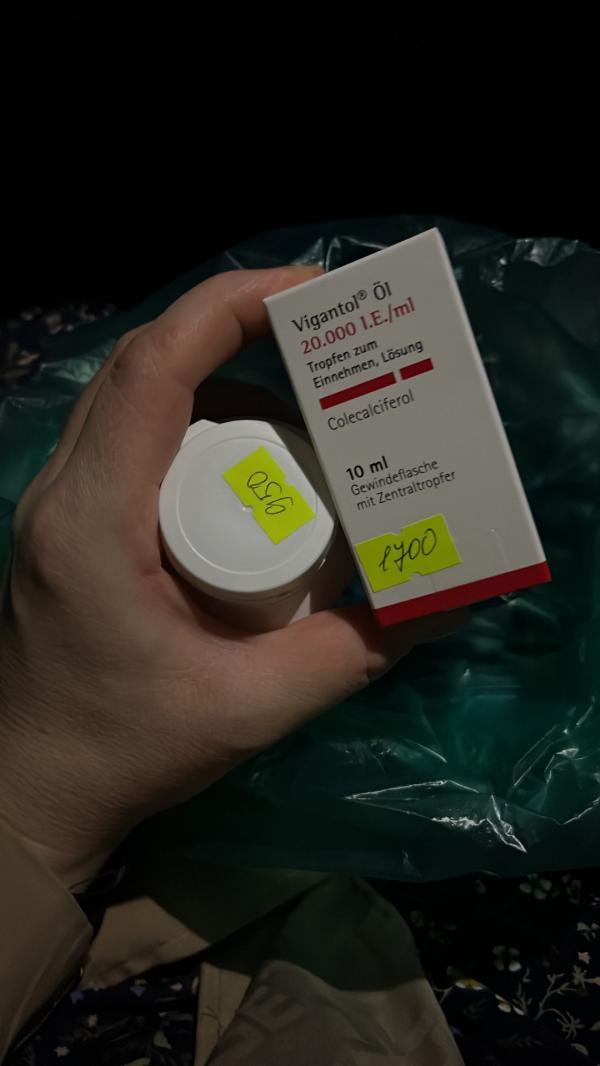 Vigantol® Öl
20.000 I.E./ml
Tropfen zum
Einnehmen, Lösung
Colecalciferol
10 ml
Gewindeflasche
mit Zentraltropfer
1700
950